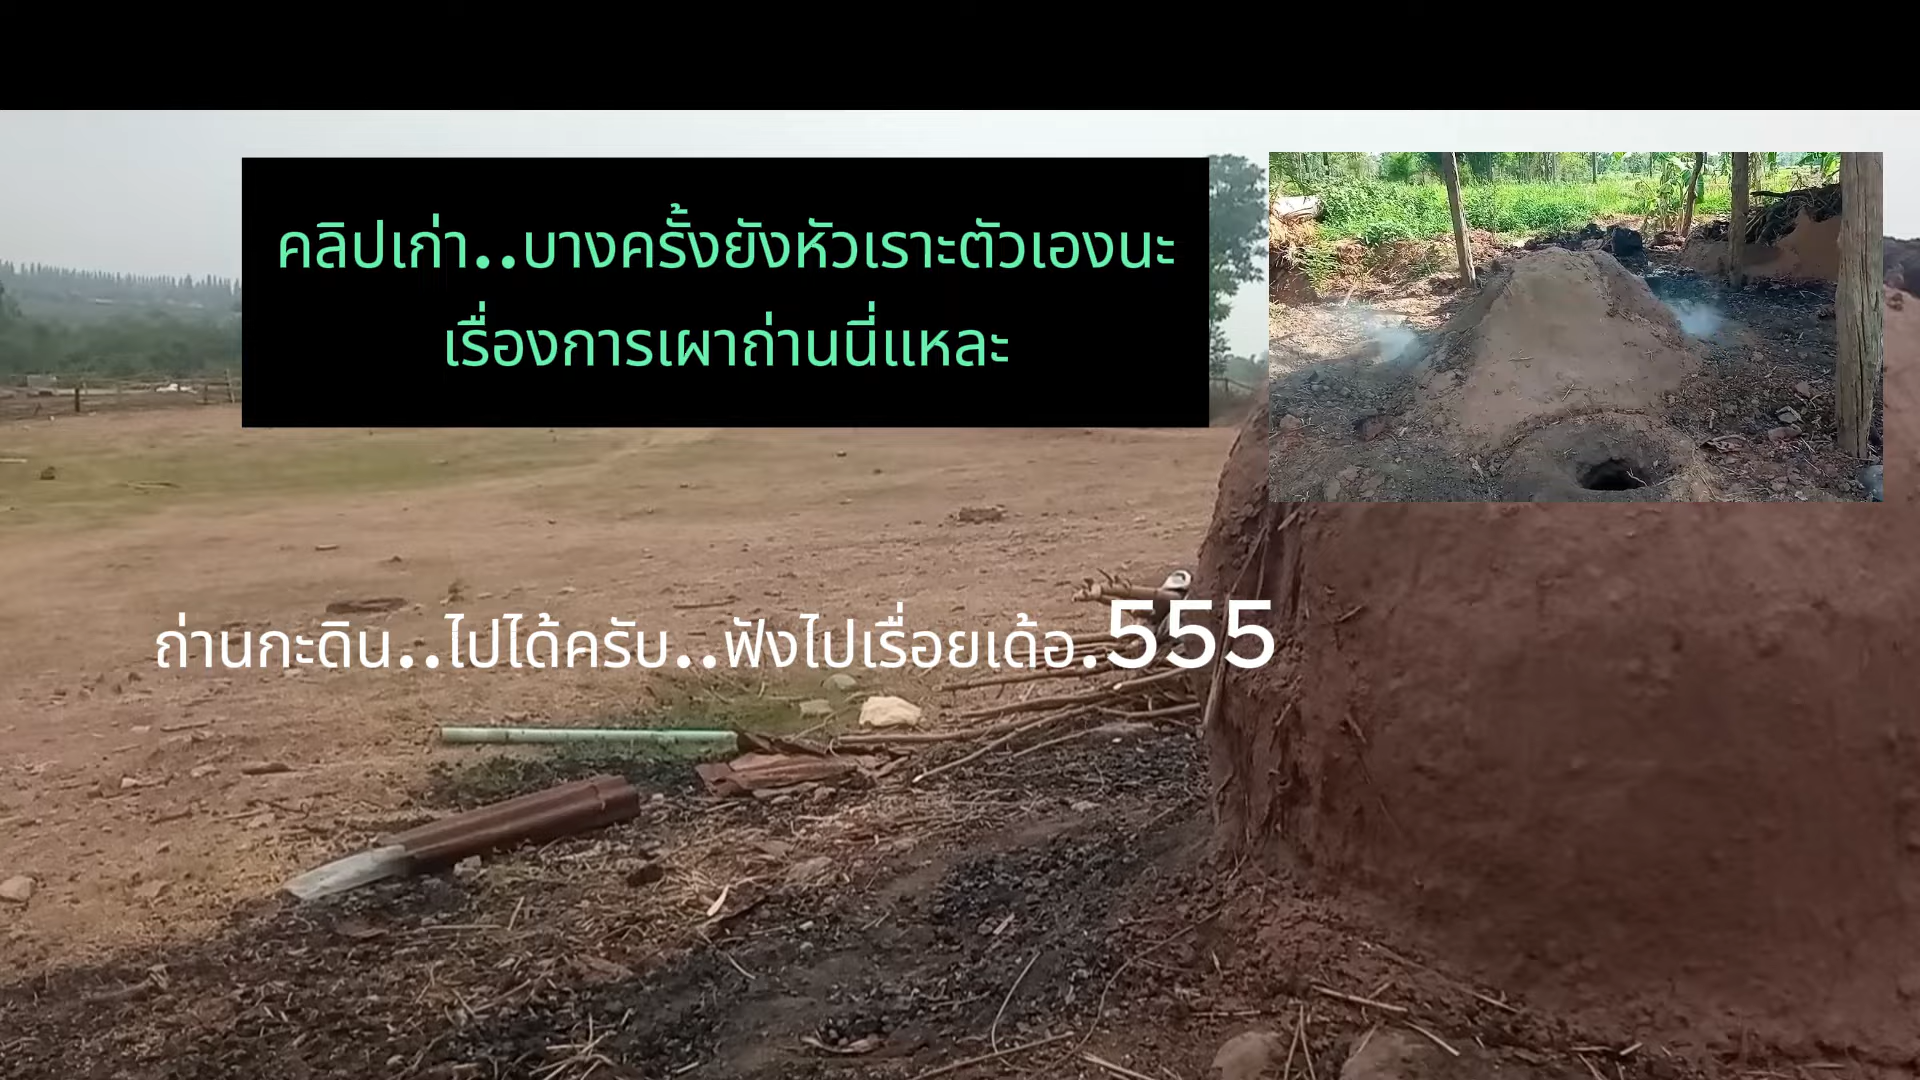 คลิปเก่า..บางครั้งยังหัวเราะตัวเองนะ
เรื่องการเผาถ่านนี่แหละ
ถ่านกะดิน..ไปได้ครับ..ฟังไปเรื่อยเด้อ.555